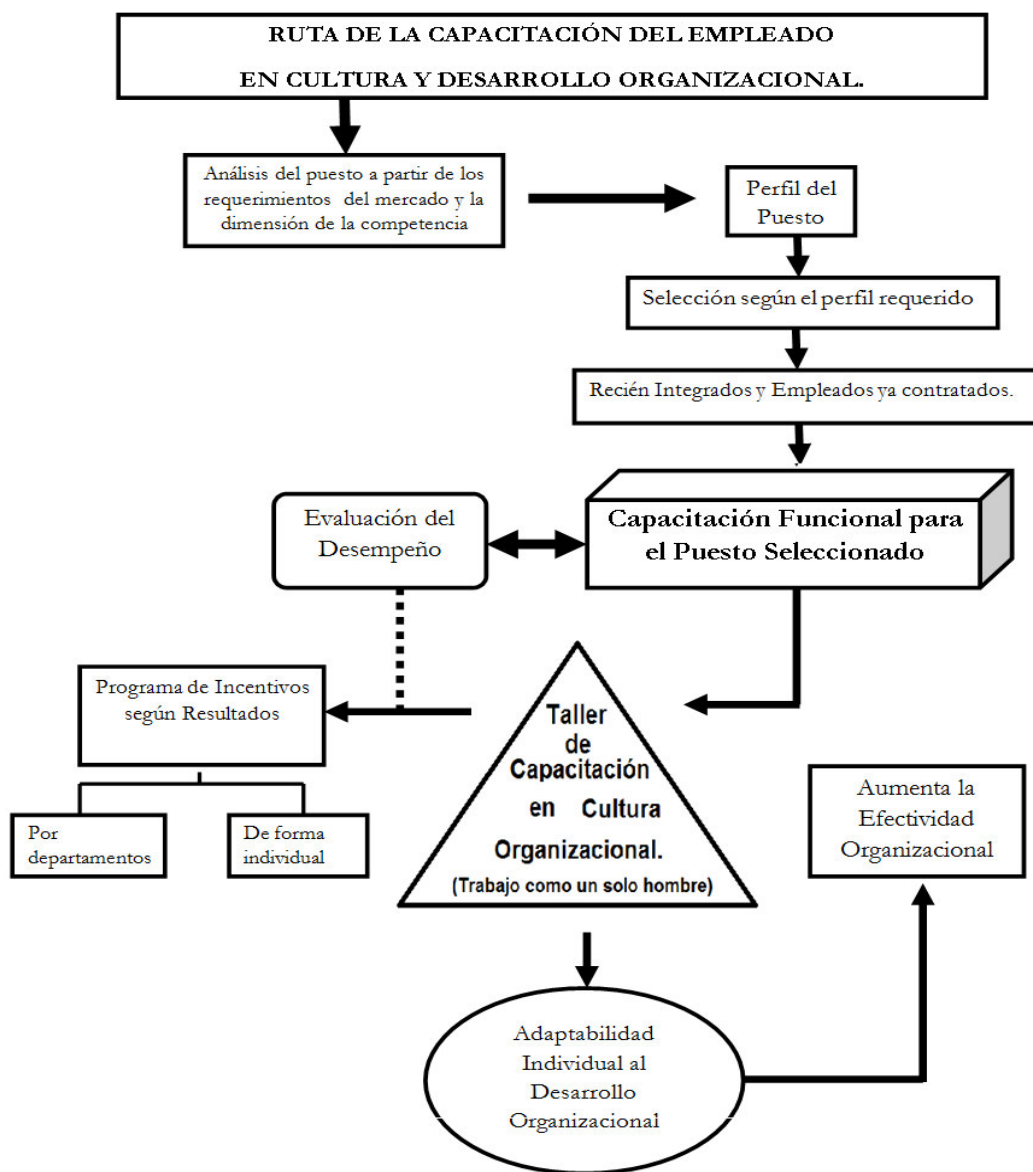 RUTA DE LA CAPACITACIÓN DEL EMPLEADO
EN CULTURA Y DESARROLLO ORGANIZACIONAL.
Análisis del puesto a partir de los
requerimientos del mercado y la
dimensión de la competencia
Perfil del
Puesto
Selección según el perfil requerido
Recién Integrados y Empleados ya contratados.
Capacitación Funcional para
el Puesto Seleccionado
Evaluación del
Desempeño
Programa de Incentivos
según Resultados
Por
departamentos
De forma
individual
Taller
de
Capacitación
en Cultura
Organizacional.
(Trabajo como un solo hombre)
Aumenta la
Efectividad
Organizacional
Adaptabilidad
Individual al
Desarrollo
Organizacional